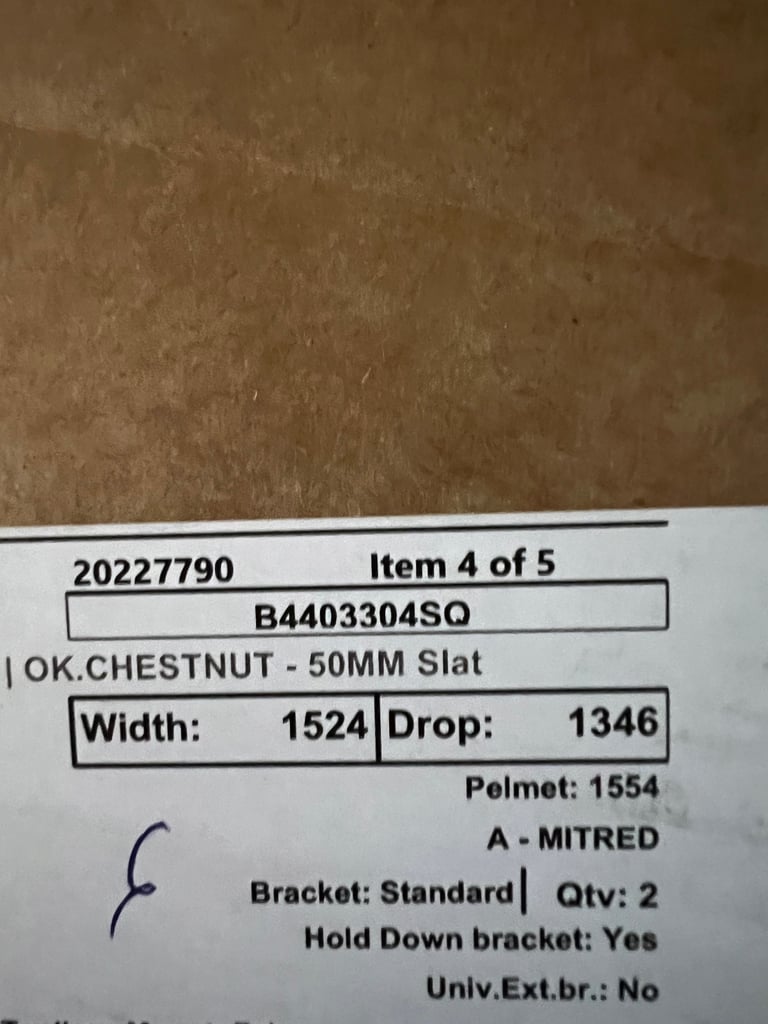 20227790 Item 4 of 5
B4403304SQ
| OK.CHESTNUT - 50MM Slat
Width: 1524 Drop: 1346
Pelmet: 1554
A - MITRED
Bracket: Standard | Qty: 2
Hold Down bracket: Yes
Univ.Ext.br.: No